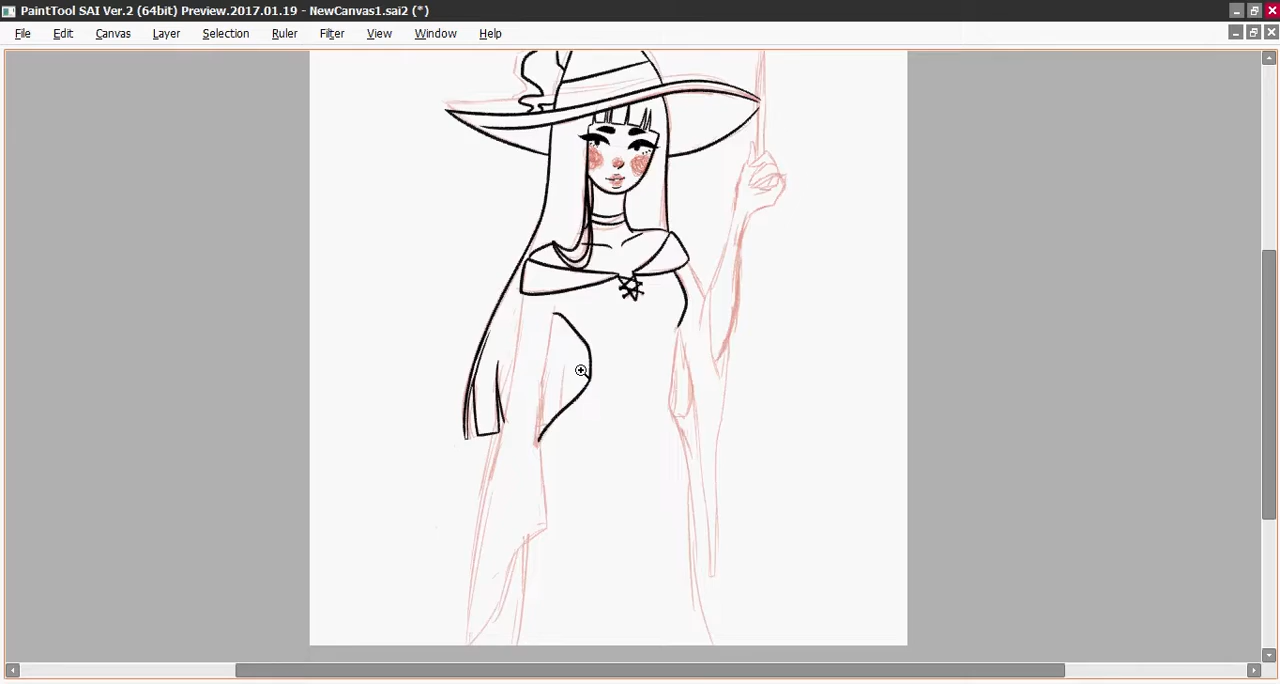 PaintTool SAI Ver.2 (64bit) Preview.2017.01.19 - NewCanvas1.sai2 (*)
File Edit Canvas Layer Selection Ruler Filter View Window Help